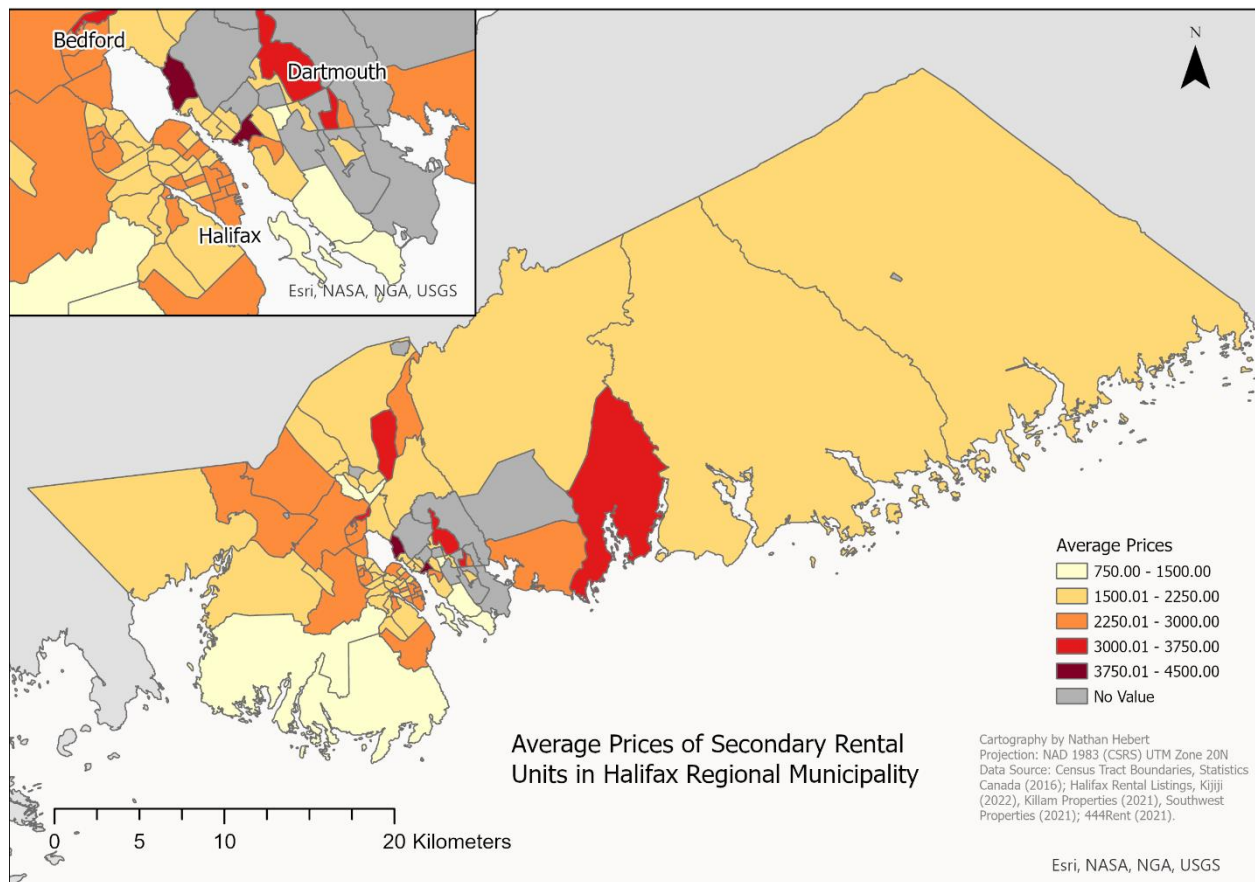 Bedford
Dartmouth
Halifax
Esri, NASA, NGA, USGS
N
Average Prices
750.00 - 1500.00
1500.01 - 2250.00
2250.01 - 3000.00
3000.01 - 3750.00
3750.01 - 4500.00
No Value
Average Prices of Secondary Rental
Units in Halifax Regional Municipality
Cartography by Nathan Hebert
Projection: NAD 1983 (CSRS) UTM Zone 20N
Data Source: Census Tract Boundaries, Statistics
Canada (2016); Halifax Rental Listings, Kijiji
(2022), Killam Properties (2021), Southwest
Properties (2021); 444Rent (2021).
0 5 10 20 Kilometers
Esri, NASA, NGA, USGS